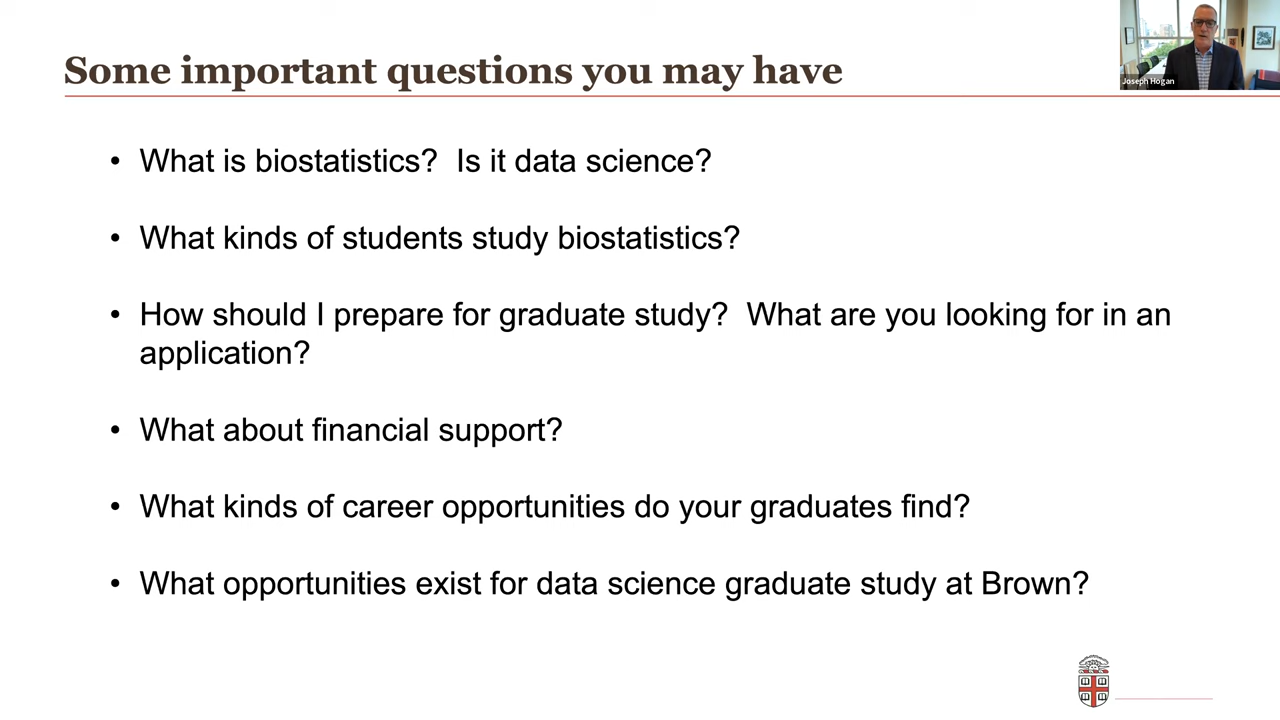 Some important questions you may have
Joseph Hogan
• What is biostatistics?  Is it data science?
• What kinds of students study biostatistics?
• How should I prepare for graduate study?  What are you looking for in an
application?
• What about financial support?
• What kinds of career opportunities do your graduates find?
• What opportunities exist for data science graduate study at Brown?